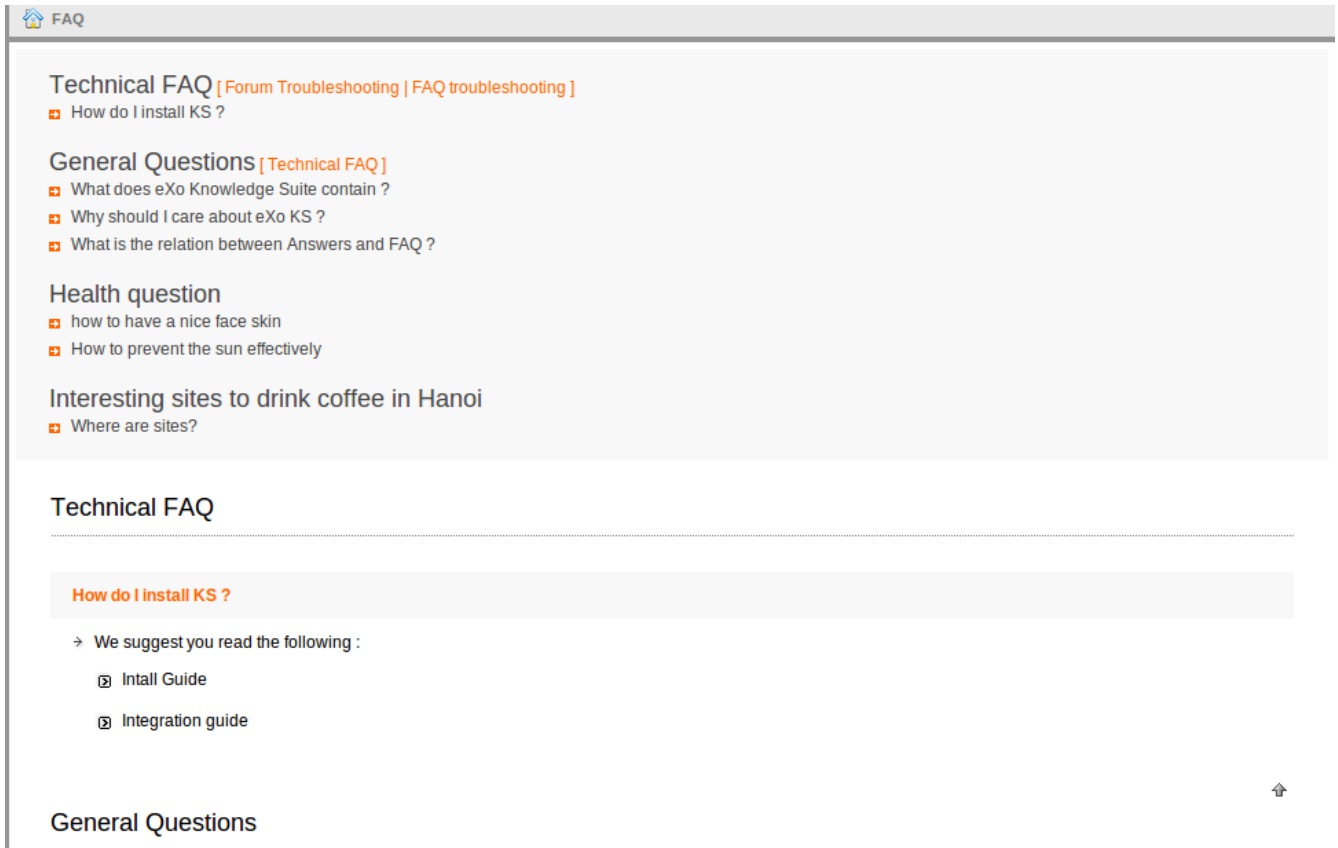 FAQ
Technical FAQ [ Forum Troubleshooting | FAQ troubleshooting ]
How do I install KS ?
General Questions [ Technical FAQ ]
What does eXo Knowledge Suite contain ?
Why should I care about eXo KS ?
What is the relation between Answers and FAQ ?
Health question
how to have a nice face skin
How to prevent the sun effectively
Interesting sites to drink coffee in Hanoi
Where are sites?
Technical FAQ
How do I install KS ?
We suggest you read the following :
Intall Guide
Integration guide
General Questions